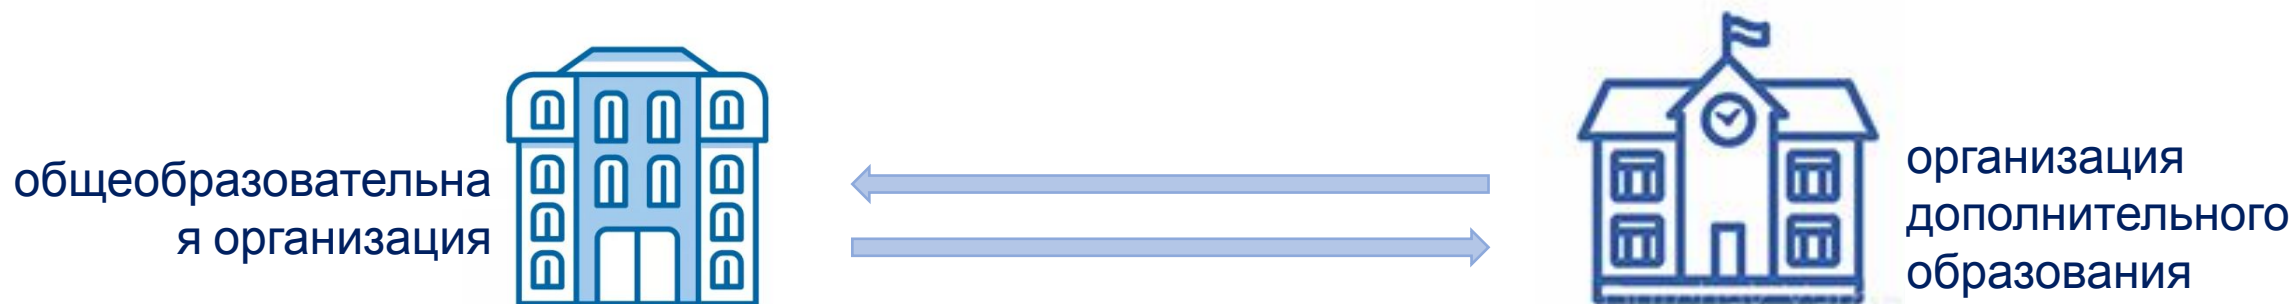 общеобразовательна
я организация
организация
дополнительного
образования